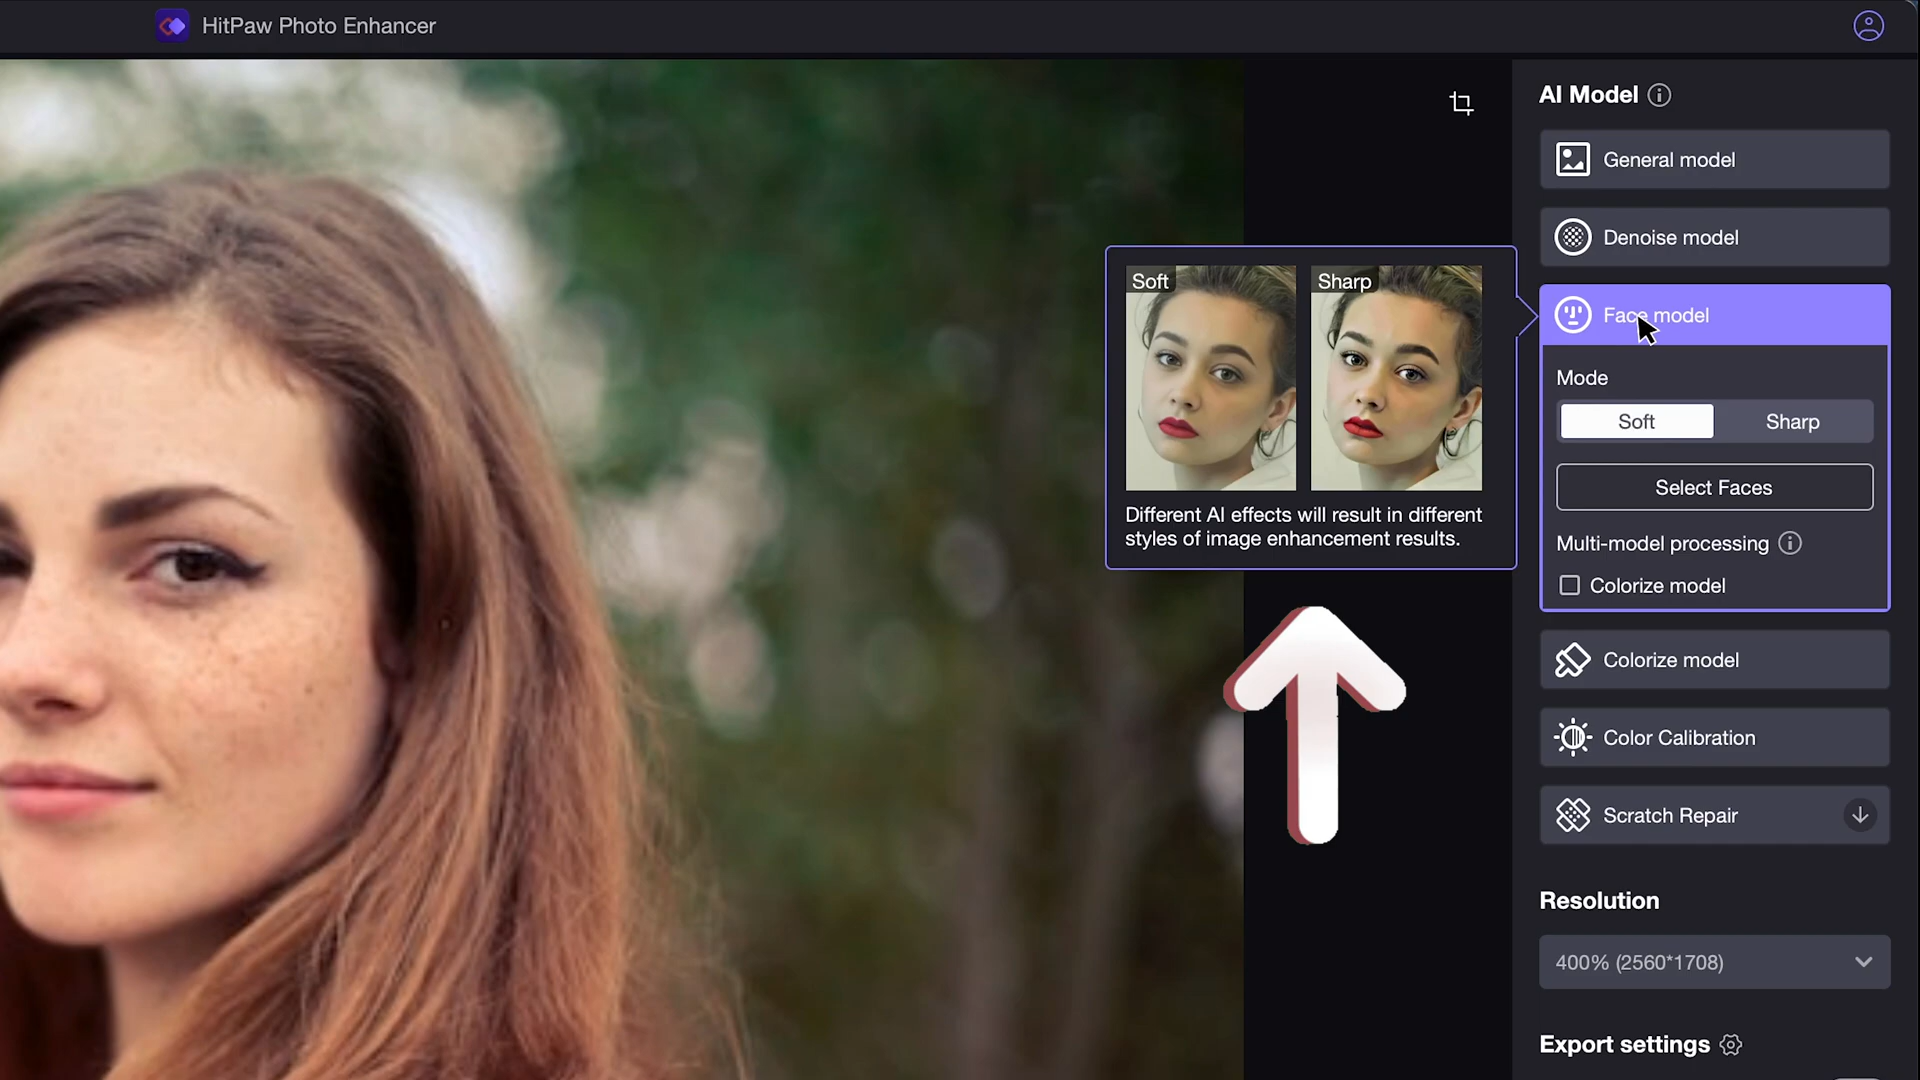 HitPaw Photo Enhancer
AI Model
General model
Denoise model
Face model
Soft
Sharp
Different AI effects will result in different
styles of image enhancement results.
Mode
Soft
Sharp
Select Faces
Multi-model processing
Colorize model
Colorize model
Color Calibration
Scratch Repair
Resolution
400% (2560*1708)
Export settings